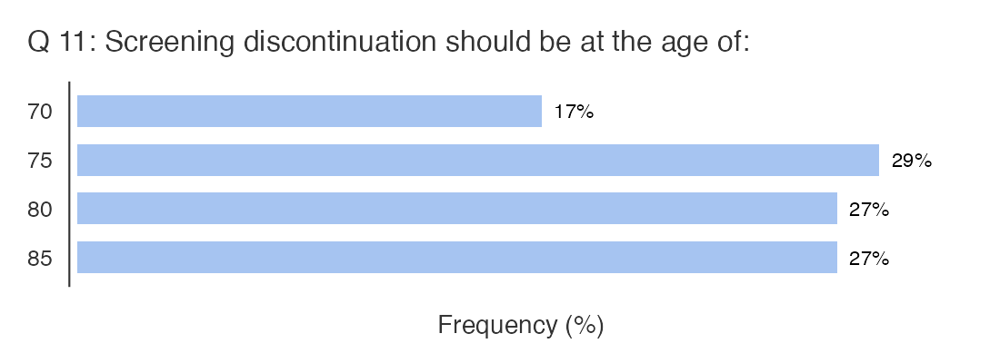 Q 11: Screening discontinuation should be at the age of:
70 17%
75 29%
80 27%
85 27%
Frequency (%)